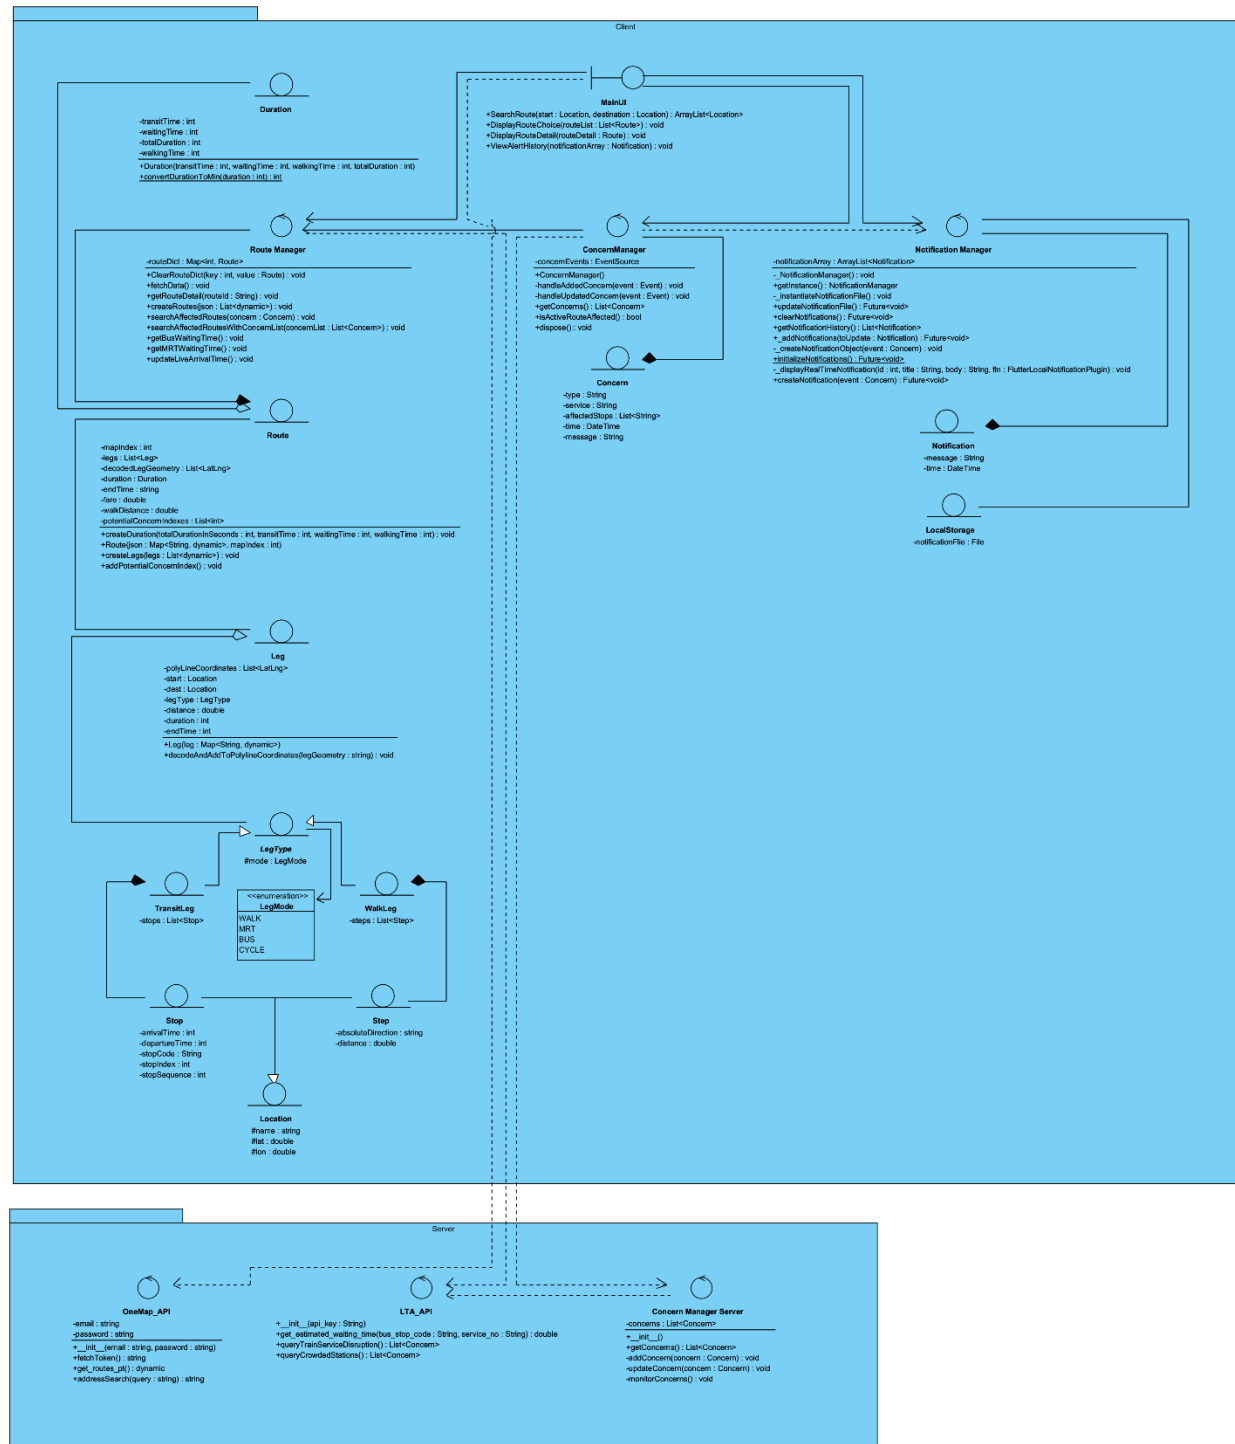 Client
Duration
-transitTime : int
-waitingTime : int
-totalDuration : int
-walkingTime : int
+Duration(transitTime : int, waitingTime : int, walkingTime : int, totalDuration : int)
+convertDurationToMin(duration : int) : int
MainUI
+SearchRoute(start : Location, destination : Location) : ArrayList<Location>
+DisplayRouteChoice(routeList : List<Route>) : void
+DisplayRouteDetail(routeDetail : Route) : void
+ViewAlertHistory(notificationArray : Notification) : void
Route Manager
-routeDict : Map<int, Route>
+ClearRouteDict(key : int, value : Route) : void
+fetchData() : void
+getRouteDetail(routeId : String) : void
+createRoutes(json : List<dynamic>) : void
+searchAffectedRoutes(concern : Concern) : void
+searchAffectedRoutesWithConcernList(concernList : List<Concern>) : void
+getBusWaitingTime() : void
+getMRTWaitingTime() : void
+updateLiveArrivalTime() : void
ConcernManager
-concernEvents : EventSource
+ConcernManager()
-handleAddedConcern(event : Event) : void
-handleUpdatedConcern(event : Event) : void
+getConcerns() : List<Concern>
+isActiveRouteAffected() : bool
+dispose() : void
Notification Manager
-notificationArray : ArrayList<Notification>
-_NotificationManager() : void
+getInstance() : NotificationManager
-_instantiateNotificationFile() : void
+updateNotificationFile() : Future<void>
+clearNotifications() : Future<void>
+getNotificationHistory() : List<Notification>
+_addNotifications(toUpdate : Notification) : Future<void>
-_createNotificationObject(event : Concern) : void
+initializeNotifications() : Future<void>
-_displayRealTimeNotification(id : int, title : String, body : String, fln : FlutterLocalNotificationPlugin) : void
+createNotification(event : Concern) : Future<void>
Concern
-type : String
-service : String
-affectedStops : List<String>
-time : DateTime
-message : String
Notification
-message : String
-time : DateTime
LocalStorage
-notificationFlie : File
Route
-mapIndex : int
-legs : List<Leg>
-decodedLegGeometry : List<LatLng>
-duration : Duration
-endTime : string
-fare : double
-walkDistance : double
-potentialConcernIndexes : List<int>
+createDuration(totalDurationInSeconds : int, transitTime : int, waitingTime : int, walkingTime : int) : void
+Route(json : Map<String, dynamic>, mapIndex : int)
+createLegs(legs : List<dynamic>) : void
+addPotentialConcernIndex() : void
Leg
-polyLineCoordinates : List<LatLng>
-start : Location
-dest : Location
-legType : LegType
-distance : double
-duration : int
-endTime : int
+Leg(leg : Map<String, dynamic>)
+decodeAndAddToPolylineCoordinates(legGeometry : string) : void
LegType
#mode : LegMode
TransitLeg
-stops : List<Stop>
<<enumeration>>
LegMode
WALK
MRT
BUS
CYCLE
WalkLeg
-steps : List<Step>
Stop
-arrivalTime : int
-departureTime : int
-stopCode : String
-stopIndex : int
-stopSequence : int
Step
-absoluteDirection : string
-distance : double
Location
#name : string
#lat : double
#lon : double
Server
OneMap_API
-email : string
-password : string
+__init__(email : string, password : string)
+fetchToken() : string
+get_routes_pt() : dynamic
+addressSearch(query : string) : string
LTA_API
+__init__(api_key : String)
+get_estimated_waiting_time(bus_stop_code : String, service_no : String) : double
+queryTrainServiceDisruption() : List<Concern>
+queryCrowdedStations() : List<Concern>
Concern Manager Server
-concerns : List<Concern>
+__init__()
+getConcerns() : List<Concern>
-addConcern(concern : Concern) : void
-updateConcern(concern : Concern) : void
-monitorConcerns() : void